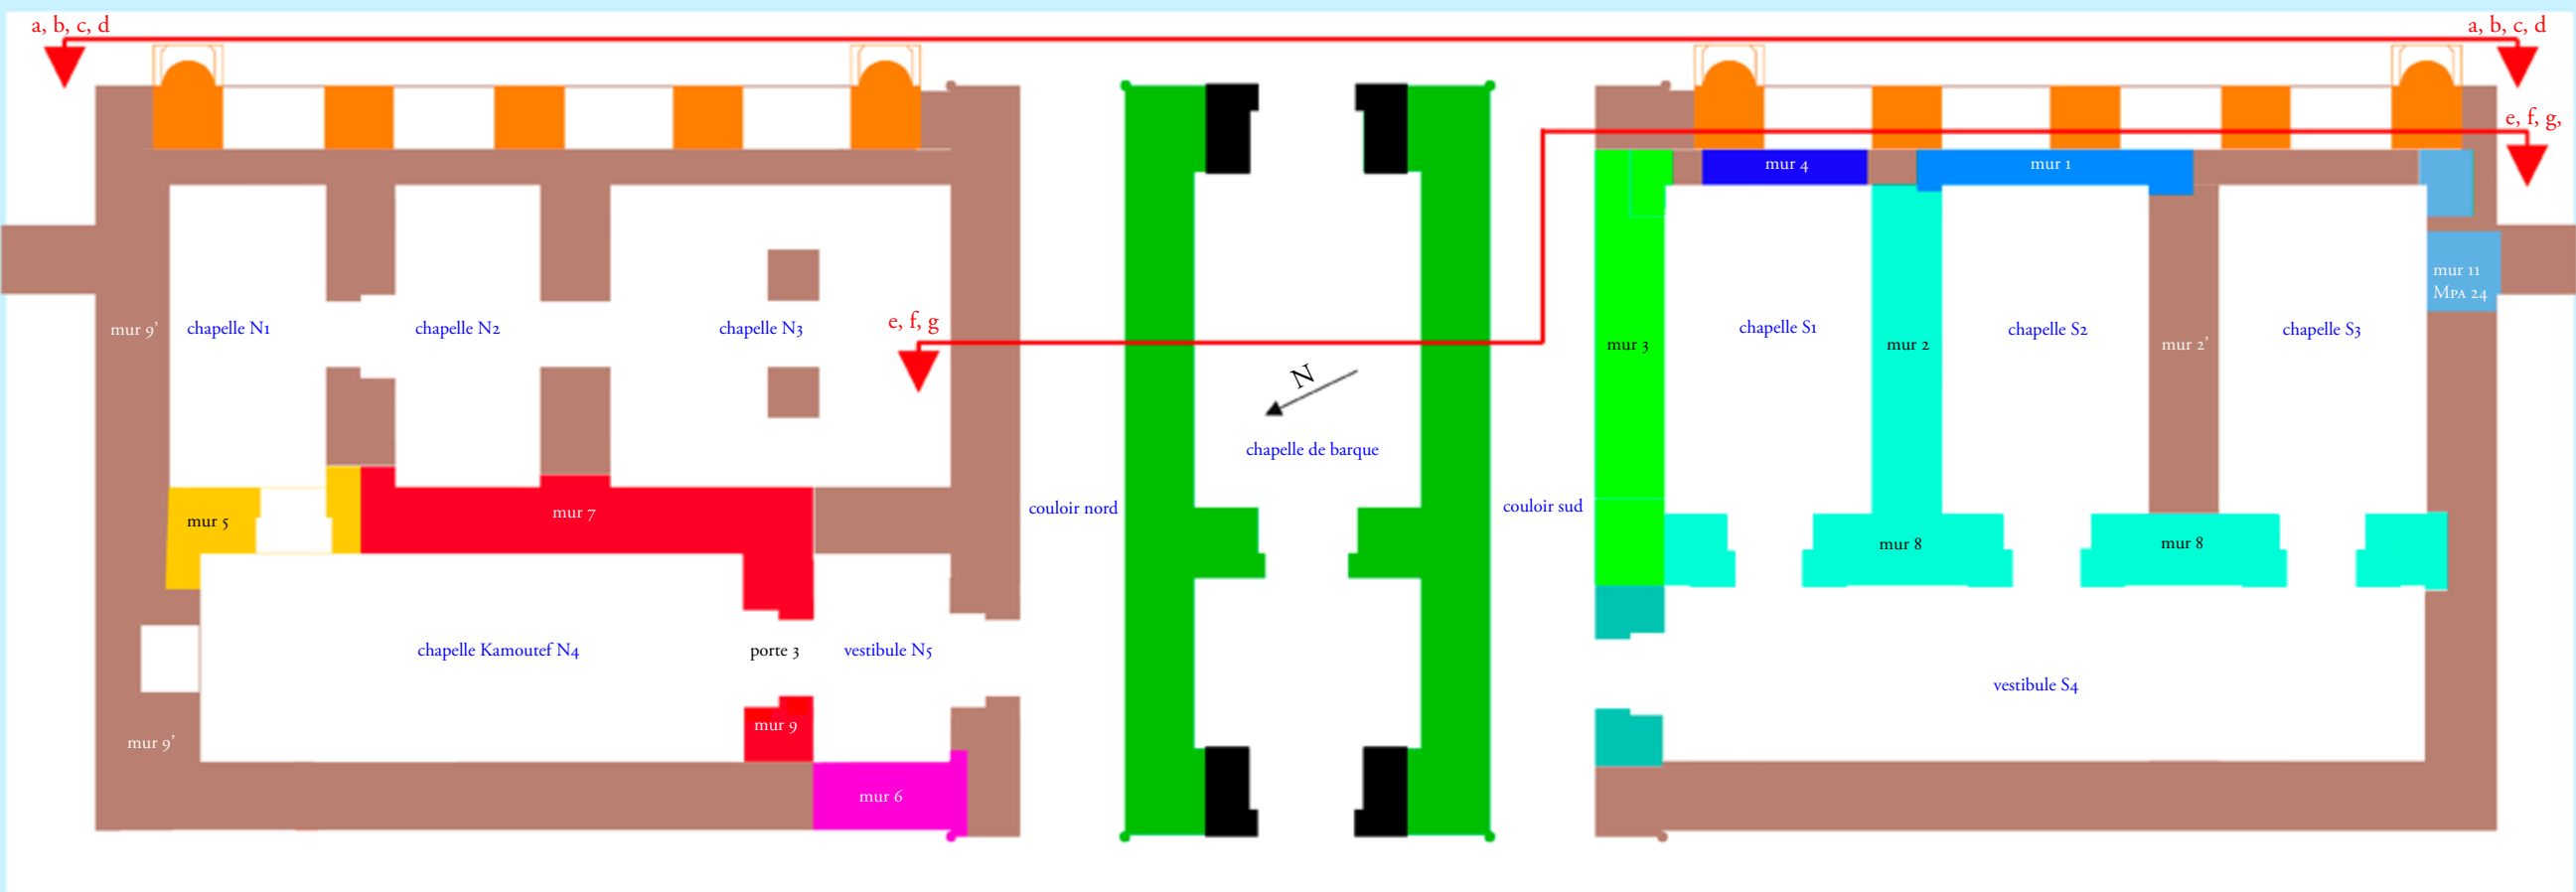 a, b, c, d
a, b, c, d
e, f, g,
mur 4
mur 1
mur 11
MPA 24
mur 9’
chapelle N1
chapelle N2
chapelle N3
e, f, g
mur 3
chapelle S1
mur 2
chapelle S2
mur 2’
chapelle S3
N
chapelle de barque
mur 5
mur 7
couloir nord
couloir sud
mur 8
mur 8
chapelle Kamoutef N4
porte 3
vestibule N5
vestibule S4
mur 9’
mur 9
mur 6